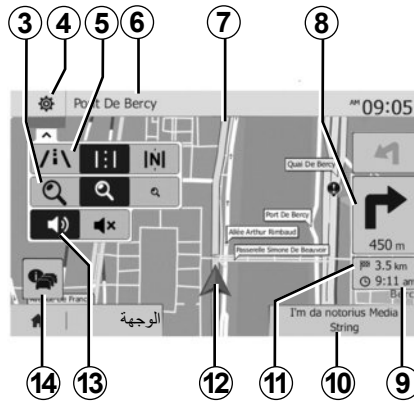 3
4
5
6
7
8
Pont De Bercy
AM 09:05
N
Quai De Bercy
Port De Bercy
Allée Arthur Rimbaud
Passerelle Simone De Beauvoir
450 m
3.5 km
9:11 am
الوجهة
I'm da notorius Media
String
14
13
12
11
10
9